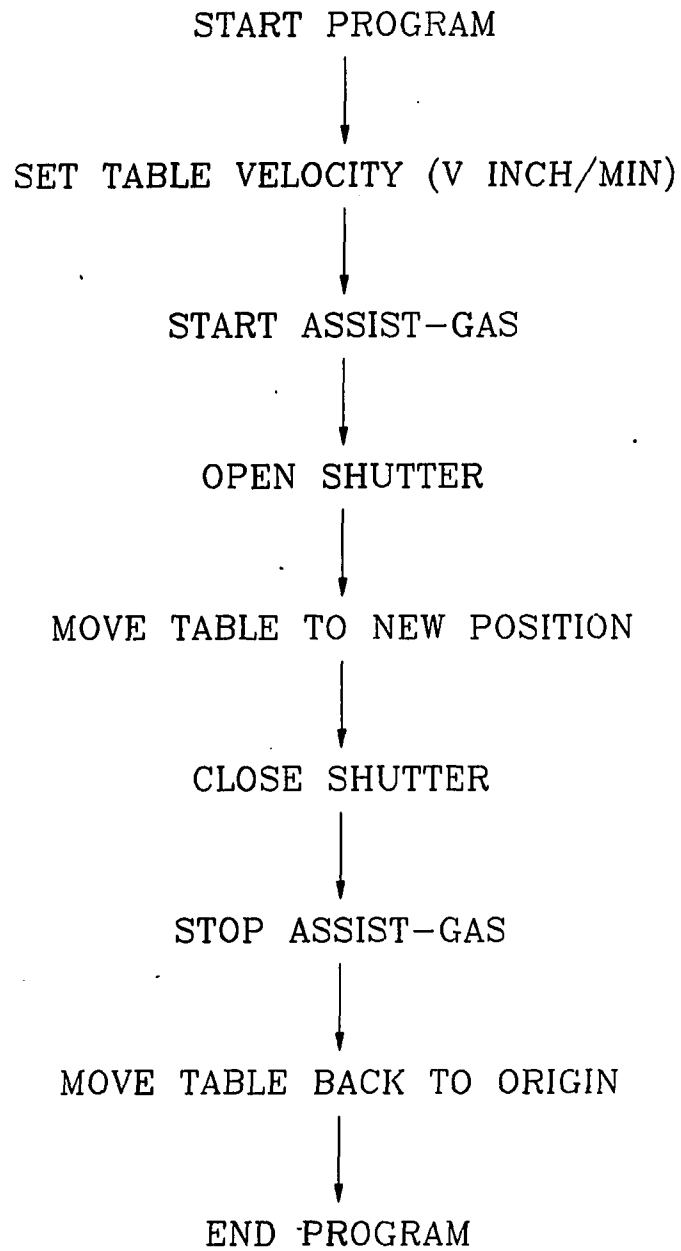 START PROGRAM
SET TABLE VELOCITY (V INCH/MIN)
START ASSIST-GAS
OPEN SHUTTER
MOVE TABLE TO NEW POSITION
CLOSE SHUTTER
STOP ASSIST-GAS
MOVE TABLE BACK TO ORIGIN
END PROGRAM